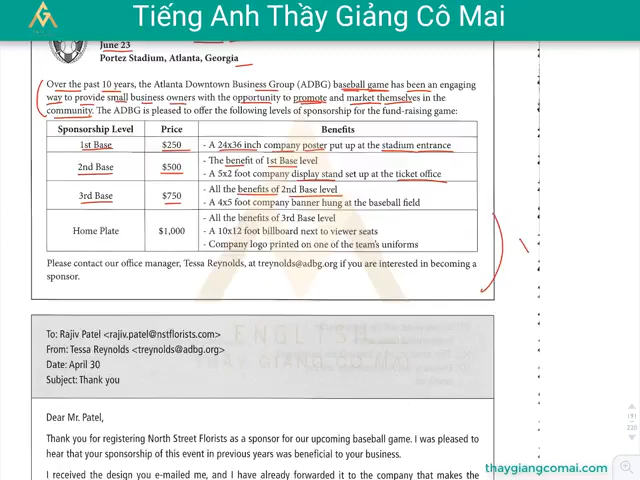 Tiếng Anh Thầy Giảng Cô Mai
June 23
Portez Stadium, Atlanta, Georgia
Over the past 10 years, the Atlanta Downtown Business Group (ADBG) baseball game has been an engaging
way to provide small business owners with the opportunity to promote and market themselves in the
community. The ADBG is pleased to offer the following levels of sponsorship for the fund-raising game:
Sponsorship Level Price Benefits
1st Base $250 - A 24x36 inch company poster put up at the stadium entrance
2nd Base $500 - The benefit of 1st Base level
- A 5x2 foot company display stand set up at the ticket office
3rd Base $750 - All the benefits of 2nd Base level
- A 4x5 foot company banner hung at the baseball field
Home Plate $1,000 - All the benefits of 3rd Base level
- A 10x12 foot billboard next to viewer seats
- Company logo printed on one of the team's uniforms
Please contact our office manager, Tessa Reynolds, at treynolds@adbg.org if you are interested in becoming a
sponsor.
ENGLISH
THẦY GIẢNG CÔ MAI
To: Rajiv Patel <rajiv.patel@nstflorists.com>
From: Tessa Reynolds <treynolds@adbg.org>
Date: April 30
Subject: Thank you
Dear Mr. Patel,
Thank you for registering North Street Florists as a sponsor for our upcoming baseball game. I was pleased to
hear that your sponsorship of this event in previous years was beneficial to your business.
I received the design you e-mailed me, and I have already forwarded it to the company that makes the
191
220
thaygiangcomai.com